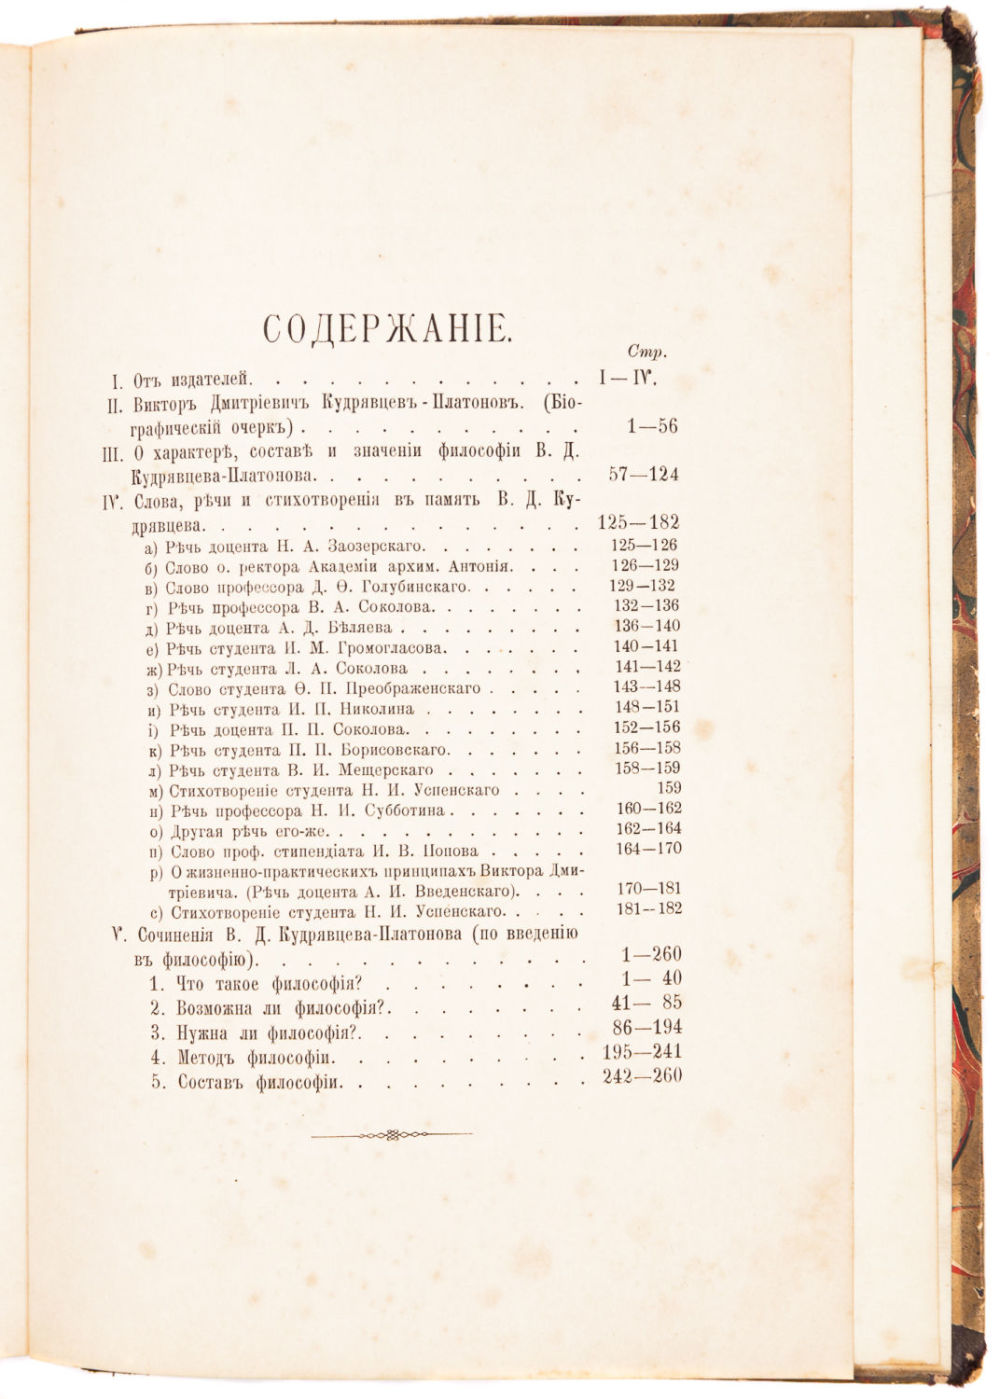 СОДЕРЖАНІЕ.
Стр.
I. Отъ издателей. . . . . . . . . . . . . I—IV.
II. Викторъ Дмитріевичъ Кудрявцевъ-Платоновъ. (Біо-
графическій очеркъ) . . . . . . . . . . . 1—56
III. О характерѣ, составѣ и значеніи философіи В. Д.
Кудрявцева-Платонова. . . . . . . . . . . 57—124
IV. Слова, рѣчи и стихотворенія въ память В. Д. Ку-
дрявцева. . . . . . . . . . . . . . . 125—182
а) Рѣчь доцента Н. А. Заозерскаго. . . . . . . . 125—126
б) Слово о. ректора Академіи архим. Антонія. . . . 126—129
в) Слово профессора Д. Ѳ. Голубинскаго. . . . . . 129—132
г) Рѣчь профессора В. А. Соколова. . . . . . . . 132—136
д) Рѣчь доцента А. Д. Бѣляева . . . . . . . . . 136—140
е) Рѣчь студента И. М. Громогласова. . . . . . . 140—141
ж) Рѣчь студента Л. А. Соколова . . . . . . . . 141—142
з) Слово студента Ѳ. П. Преображенскаго . . . . . 143—148
и) Рѣчь студента И. П. Николина . . . . . . . . 148—151
і) Рѣчь доцента П. П. Соколова. . . . . . . . . 152—156
к) Рѣчь студента П. П. Борисовскаго. . . . . . . 156—158
л) Рѣчь студента В. И. Мещерскаго . . . . . . . 158—159
м) Стихотвореніе студента Н. И. Успенскаго . . . . 159
н) Рѣчь профессора Н. И. Субботина . . . . . . . 160—162
о) Другая рѣчь его-же. . . . . . . . . . . . . 162—164
п) Слово проф. стипендіата И. В. Попова . . . . . 164—170
р) О жизненно-практическихъ принципахъ Виктора Дми-
тріевича. (Рѣчь доцента А. И. Введенскаго). . . . 170—181
с) Стихотвореніе студента Н. И. Успенскаго. . . . . 181—182
V. Сочиненія В. Д. Кудрявцева-Платонова (по введенію
въ философію). . . . . . . . . . . . . 1—260
1. Что такое философія? . . . . . . . . 1— 40
2. Возможна ли философія?. . . . . . . . 41— 85
3. Нужна ли философія?. . . . . . . . . 86—194
4. Методъ философіи. . . . . . . . . . 195—241
5. Составъ философіи. . . . . . . . . . 242—260